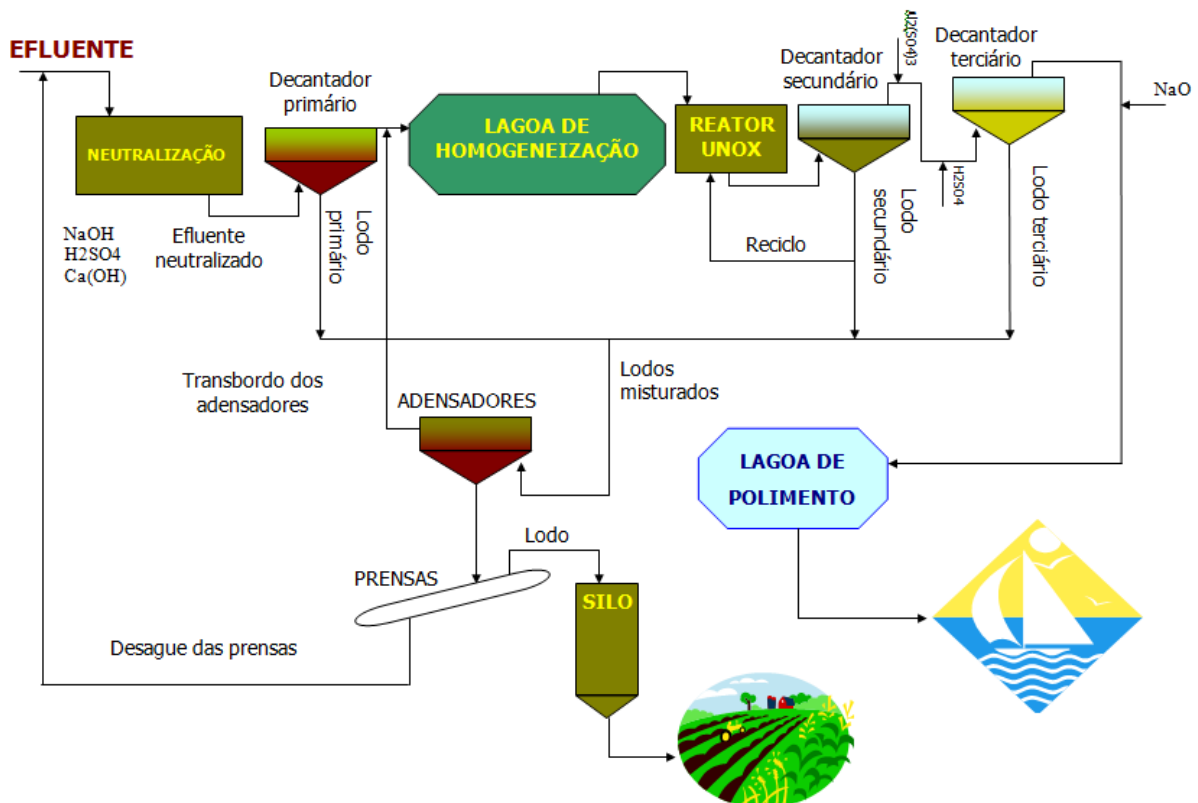 EFLUENTE
NEUTRALIZAÇÃO
NaOH
H2SO4
Ca(OH)
Efluente
neutralizado
Decantador
primário
Lodo
primário
LAGOA DE
HOMOGENEIZAÇÃO
REATOR
UNOX
Reciclo
Decantador
secundário
Lodo
secundário
Al2(SO4)3
H2SO4
Decantador
terciário
Lodo terciário
NaO
Transbordo dos
adensadores
ADENSADORES
Lodos
misturados
LAGOA DE
POLIMENTO
Lodo
PRENSAS
SILO
Desague das prensas